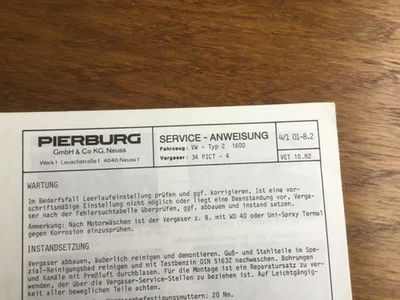 PIERBURG
GmbH & Co KG, Neuss
Werk 1 Leuschstraße 1 4040 Neuss 1
SERVICE - ANWEISUNG
Fahrzeug: VW - Typ 2 1600
Vergaser: 34 PICT - 4
4/1 01-8.2
VET 10.82
WARTUNG
Im Bedarfsfall Leerlaufeinstellung prüfen und ggf. korrigieren. Ist eine vor-
schriftsmäßige Einstellung nicht möglich oder liegt eine Beanstandung vor, Verga-
ser nach der Fehlersuchtabelle überprüfen, ggf. abbauen und instand setzen.
Anmerkung: Nach Motorwäschen ist der Vergaser z. B. mit WD 40 oder Uni-Spray Termal
gegen Korrosion einzusprühen.
INSTANDSETZUNG
Vergaser abbauen, äußerlich reinigen und demontieren. Guß- und Stahlteile im Spe-
zial-Reinigungsbad reinigen und mit Testbenzin DIN 51632 nachwaschen. Bohrungen
und Kanäle mit Preßluft durchblasen. Für die Montage ist ein Reparatursatz zu ver-
wenden, der über die Vergaser-Service-Stellen zu beziehen ist. Auf Leichtgängig-
keit aller beweglichen Teile achten.
20 Nm.